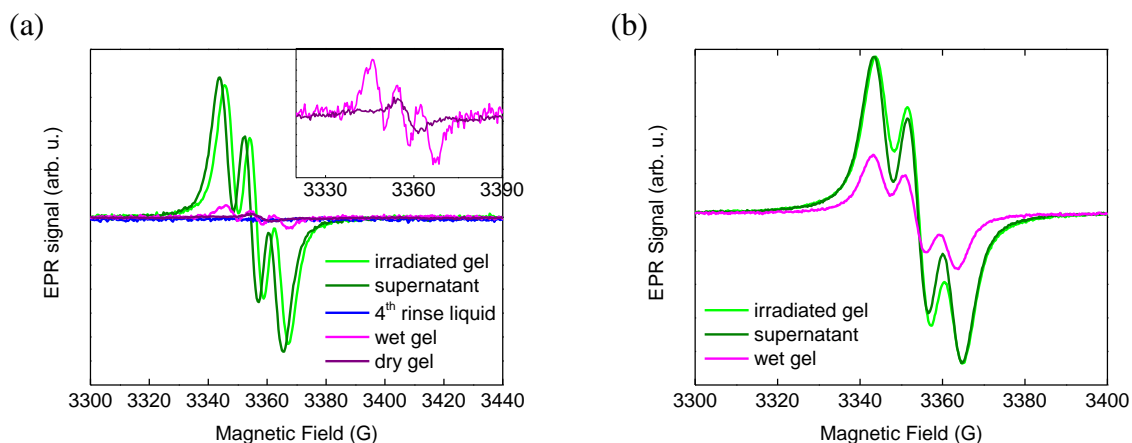 (a)
EPR signal (arb. u.)
3330 3360 3390
irradiated gel
supernatant
4th rinse liquid
wet gel
dry gel
3300 3320 3340 3360 3380 3400 3420 3440
Magnetic Field (G)
(b)
EPR Signal (arb. u.)
irradiated gel
supernatant
wet gel
3300 3320 3340 3360 3380 3400
Magnetic Field (G)